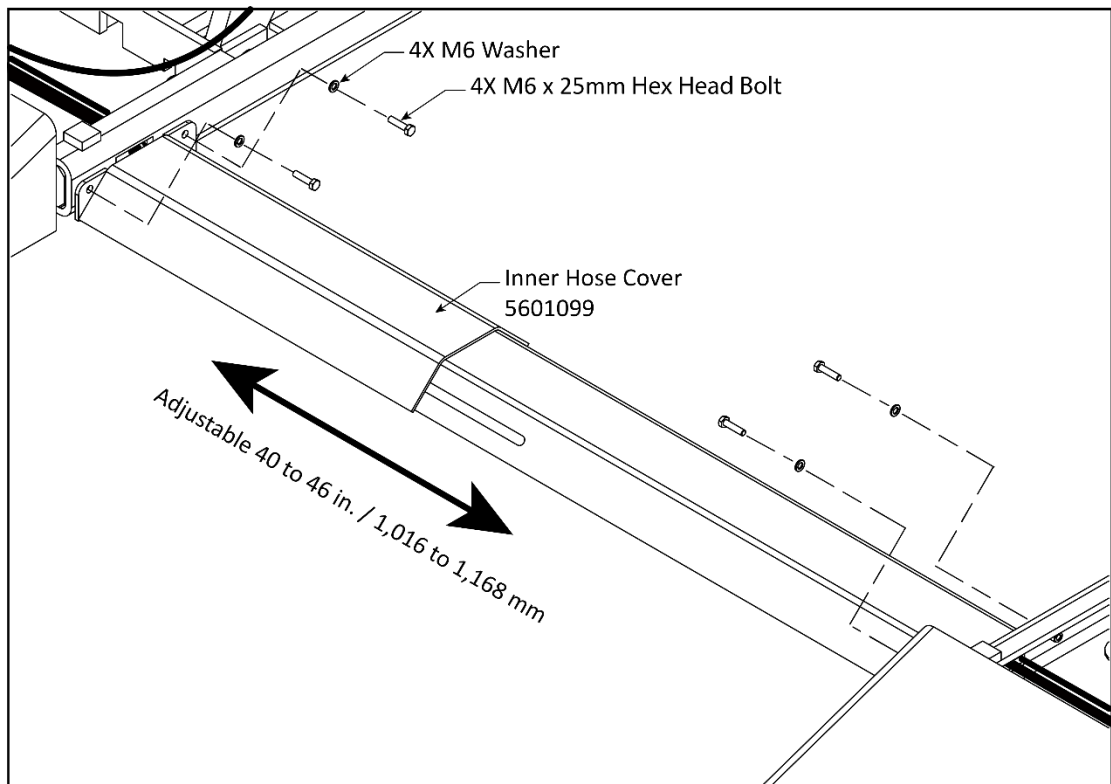 4X M6 Washer
4X M6 x 25mm Hex Head Bolt
Inner Hose Cover
5601099
Adjustable 40 to 46 in. / 1,016 to 1,168 mm